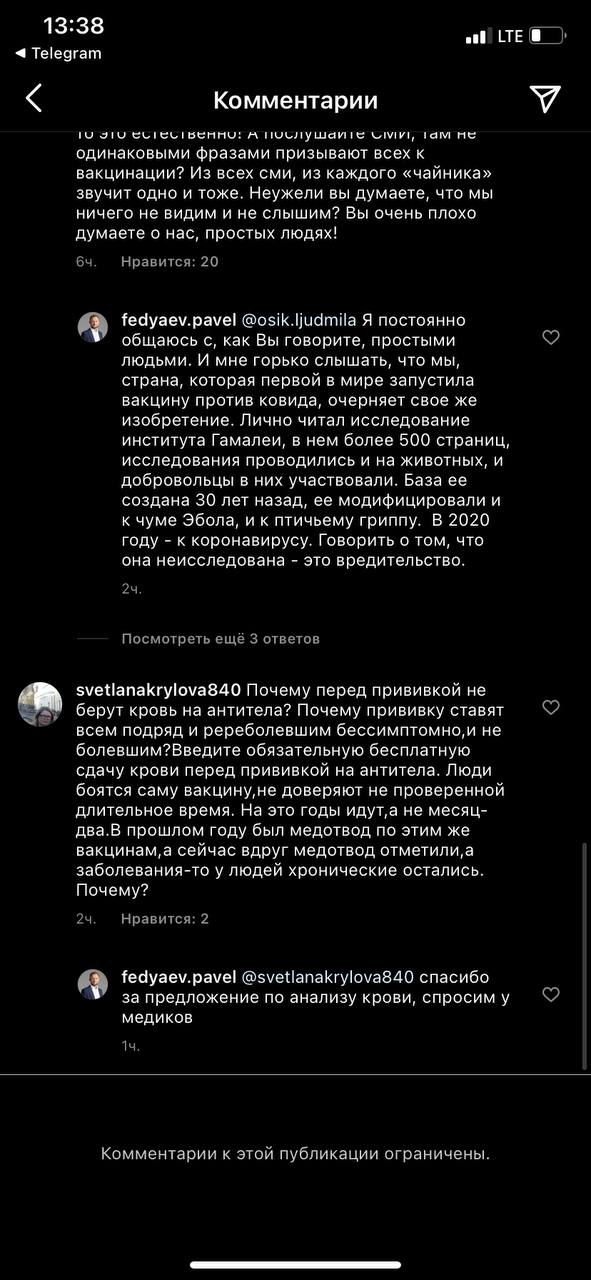 13:38
LTE
◀ Telegram
Комментарии
то это естественно! А послушайте СМИ, там не
одинаковыми фразами призывают всех к
вакцинации? Из всех сми, из каждого «чайника»
звучит одно и тоже. Неужели вы думаете, что мы
ничего не видим и не слышим? Вы очень плохо
думаете о нас, простых людях!
6ч. Нравится: 20
fedyaev.pavel @osik.ljudmila Я постоянно
общаюсь с, как Вы говорите, простыми
людьми. И мне горько слышать, что мы,
страна, которая первой в мире запустила
вакцину против ковида, очерняет свое же
изобретение. Лично читал исследование
института Гамалеи, в нем более 500 страниц,
исследования проводились и на животных, и
добровольцы в них участвовали. База ее
создана 30 лет назад, ее модифицировали и
к чуме Эбола, и к птичьему гриппу. В 2020
году - к коронавирусу. Говорить о том, что
она неисследована - это вредительство.
2ч.
Посмотреть ещё 3 ответов
svetlanakrylova840 Почему перед прививкой не
берут кровь на антитела? Почему прививку ставят
всем подряд и реребо­левшим бессимптомно,и не
болевшим?Введите обязательную бесплатную
сдачу крови перед прививкой на антитела. Люди
боятся саму вакцину,не доверяют не проверенной
длительное время. На это годы идут,а не месяц-
два.В прошлом году был медотвод по этим же
вакцинам,а сейчас вдруг медотвод отметили,а
заболевания-то у людей хронические остались.
Почему?
2ч. Нравится: 2
fedyaev.pavel @svetlanakrylova840 спасибо
за предложение по анализу крови, спросим у
медиков
1ч.
Комментарии к этой публикации ограничены.